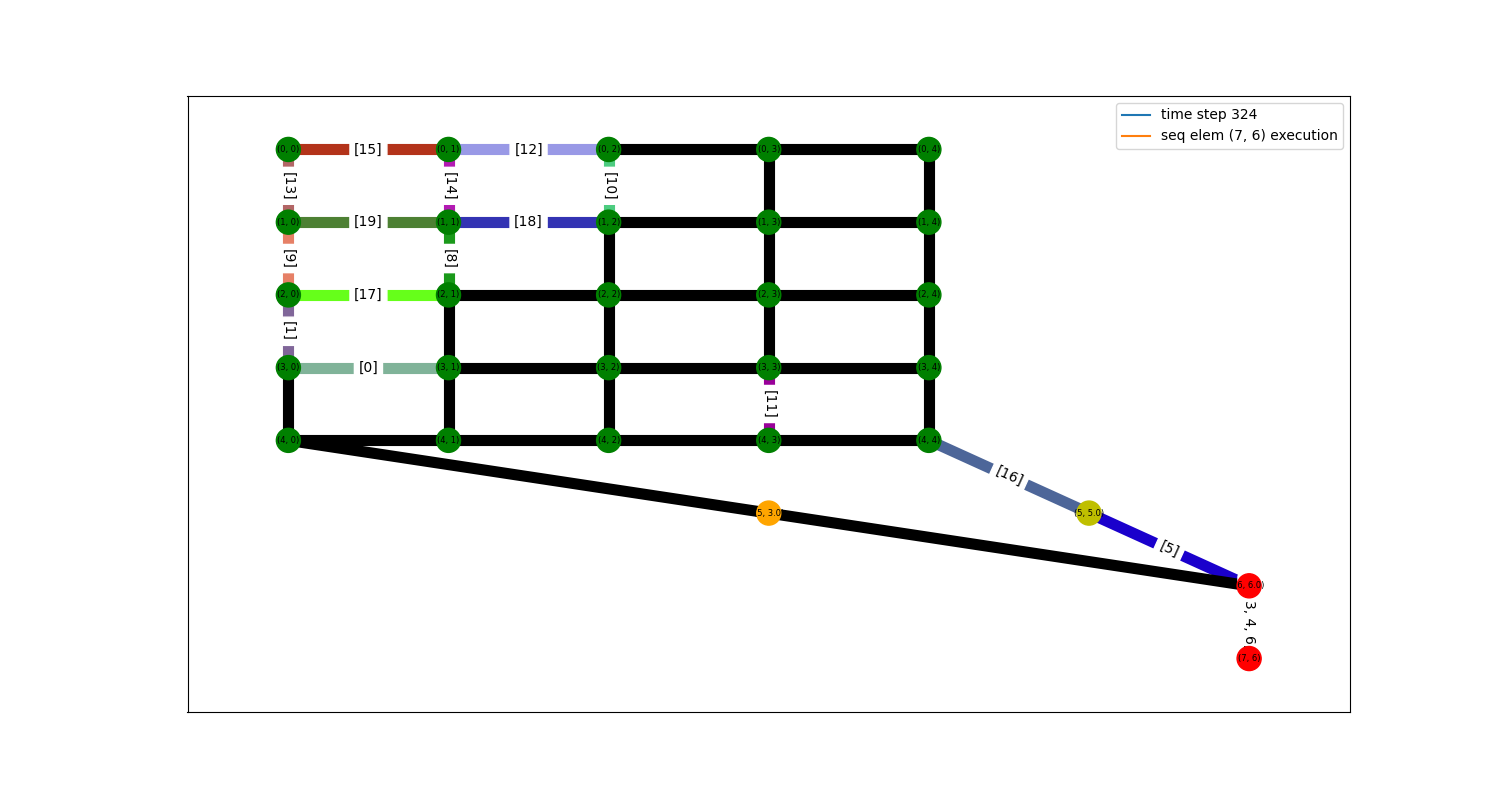 time step 324
seq elem (7, 6) execution
(0, 0) [15] (0, 1) [12] (0, 2) (0, 3) (0, 4)
[13] [14] [10]
(1, 0) [19] (1, 1) [18] (1, 2) (1, 3) (1, 4)
[9] [8]
(2, 0) [17] (2, 1) (2, 2) (2, 3) (2, 4)
[1]
(3, 0) [0] (3, 1) (3, 2) (3, 3) (3, 4)
[11]
(4, 0) (4, 1) (4, 2) (4, 3) (4, 4)
[16]
(5, 3.0) (5, 5.0)
[5]
(6, 6.0)
3, 4, 6
(7, 6)